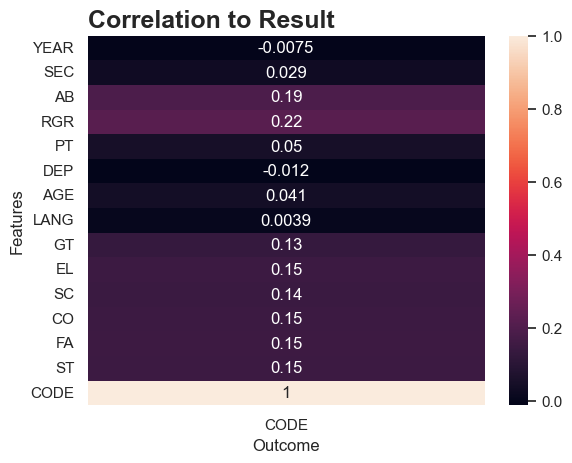 Correlation to Result
Features
YEAR -0.0075
SEC 0.029
AB 0.19
RGR 0.22
PT 0.05
DEP -0.012
AGE 0.041
LANG 0.0039
GT 0.13
EL 0.15
SC 0.14
CO 0.15
FA 0.15
ST 0.15
CODE 1
CODE
Outcome
1.0
0.8
0.6
0.4
0.2
0.0